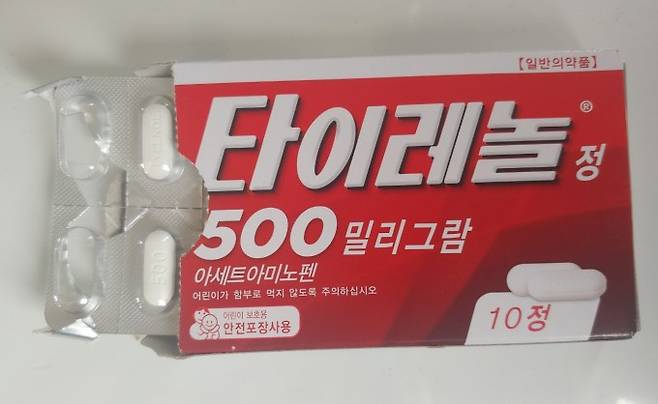 【일반의약품】
타이레놀® 정
500 밀리그람
아세트아미노펜
어린이가 함부로 먹지 않도록 주의하십시오
어린이 보호용
안전포장사용
10정
500